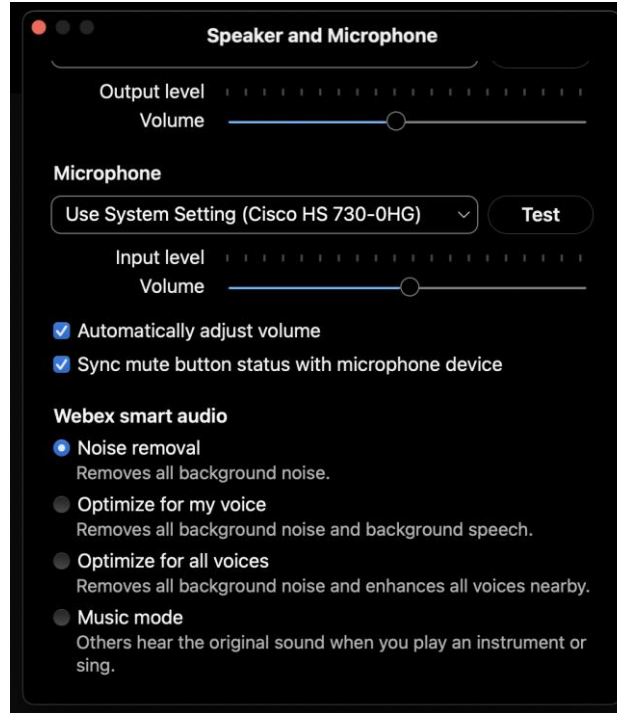 Speaker and Microphone
Output level
Volume
Microphone
Use System Setting (Cisco HS 730-0HG)
Test
Input level
Volume
Automatically adjust volume
Sync mute button status with microphone device
Webex smart audio
Noise removal
Removes all background noise.
Optimize for my voice
Removes all background noise and background speech.
Optimize for all voices
Removes all background noise and enhances all voices nearby.
Music mode
Others hear the original sound when you play an instrument or
sing.